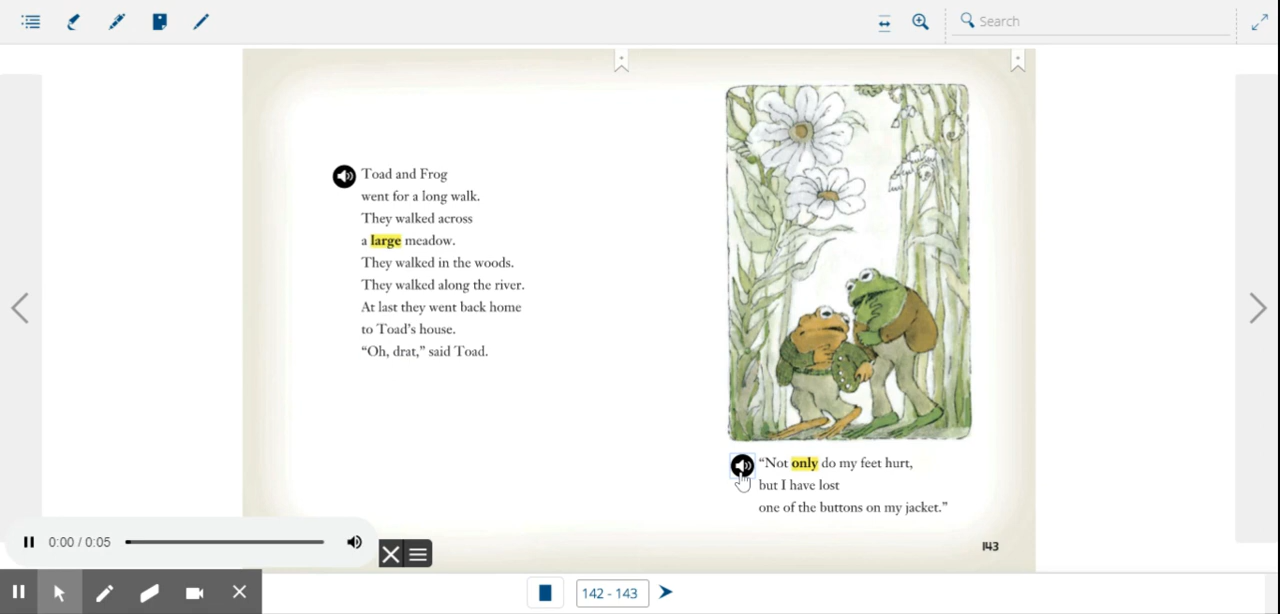 Search
Toad and Frog
went for a long walk.
They walked across
a large meadow.
They walked in the woods.
They walked along the river.
At last they went back home
to Toad's house.
“Oh, drat,” said Toad.
“Not only do my feet hurt,
but I have lost
one of the buttons on my jacket.”
143
0:00 / 0:05
142 - 143